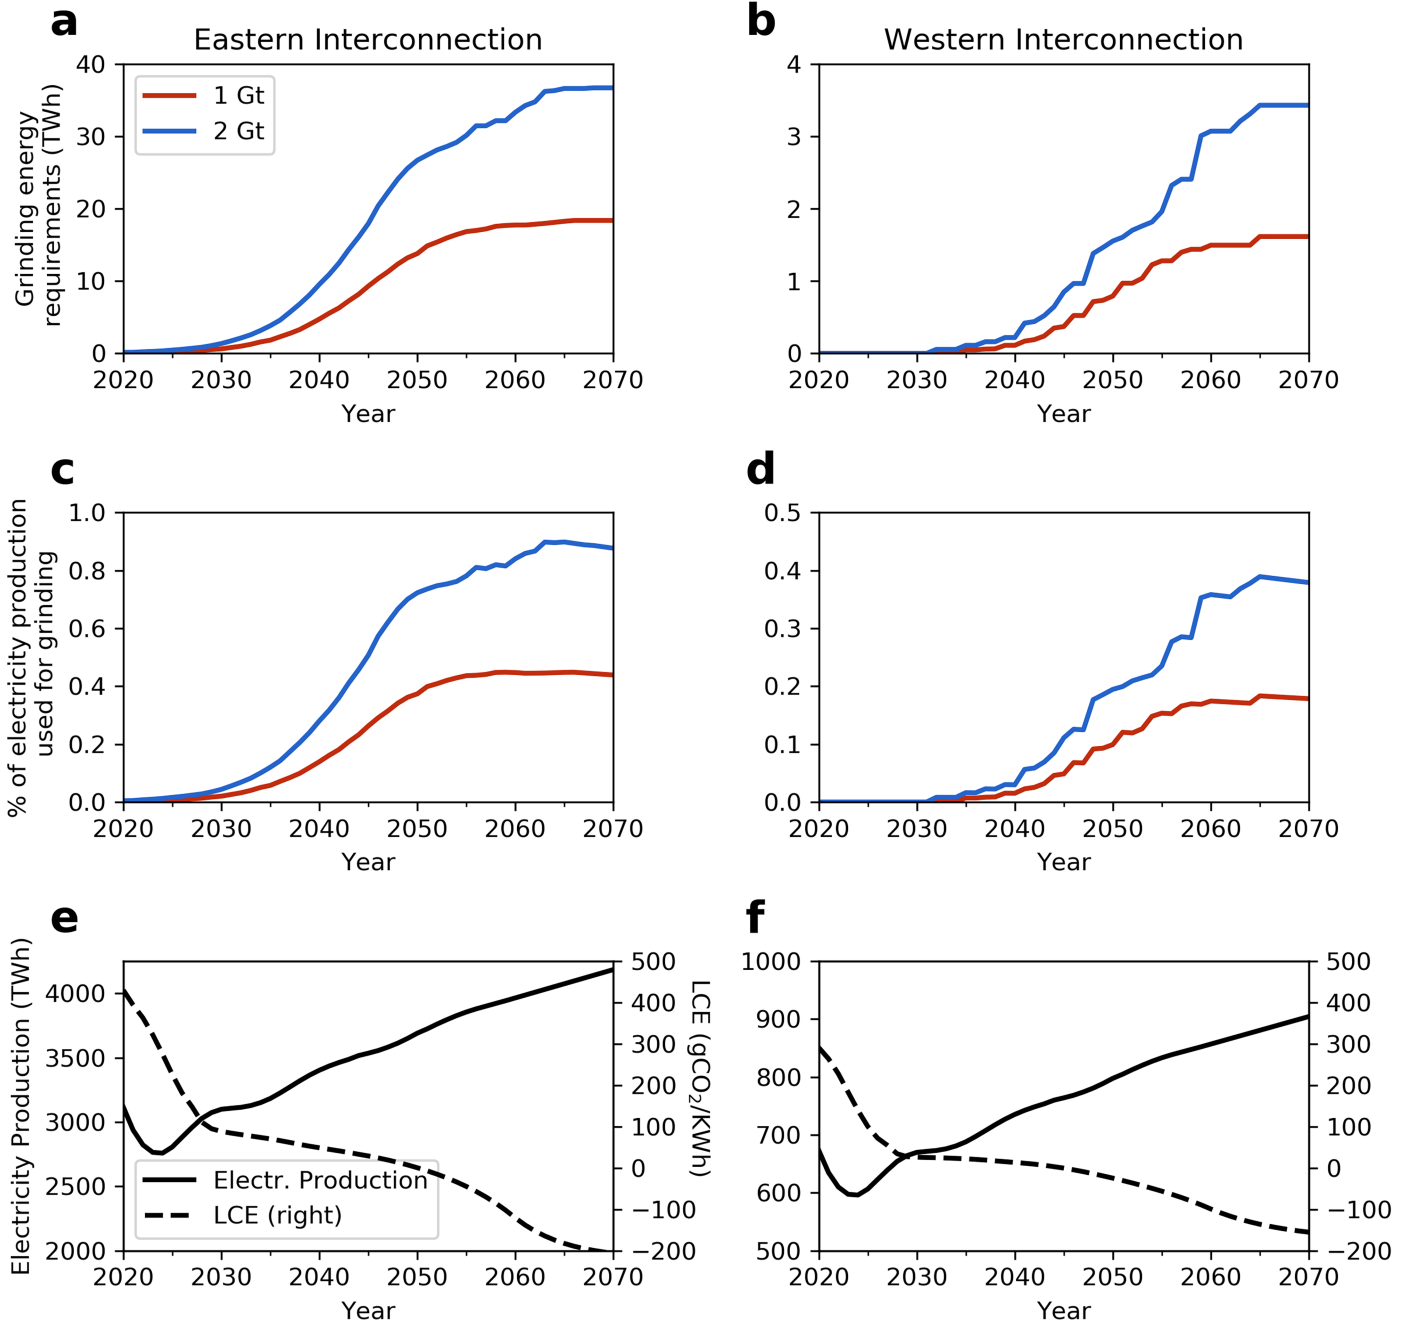 a
Eastern Interconnection
Grinding energy
requirements (TWh)
40
30
20
10
0
1 Gt
2 Gt
2020 2030 2040 2050 2060 2070
Year
b
Western Interconnection
4
3
2
1
0
2020 2030 2040 2050 2060 2070
Year
c
% of electricity production
used for grinding
1.0
0.8
0.6
0.4
0.2
0.0
2020 2030 2040 2050 2060 2070
Year
d
0.5
0.4
0.3
0.2
0.1
0.0
2020 2030 2040 2050 2060 2070
Year
e
Electricity Production (TWh)
4000
3500
3000
2500
2000
Electr. Production
LCE (right)
500
400
300
200
100
0
−100
−200
LCE (gCO₂/KWh)
2020 2030 2040 2050 2060 2070
Year
f
1000
900
800
700
600
500
500
400
300
200
100
0
−100
−200
2020 2030 2040 2050 2060 2070
Year